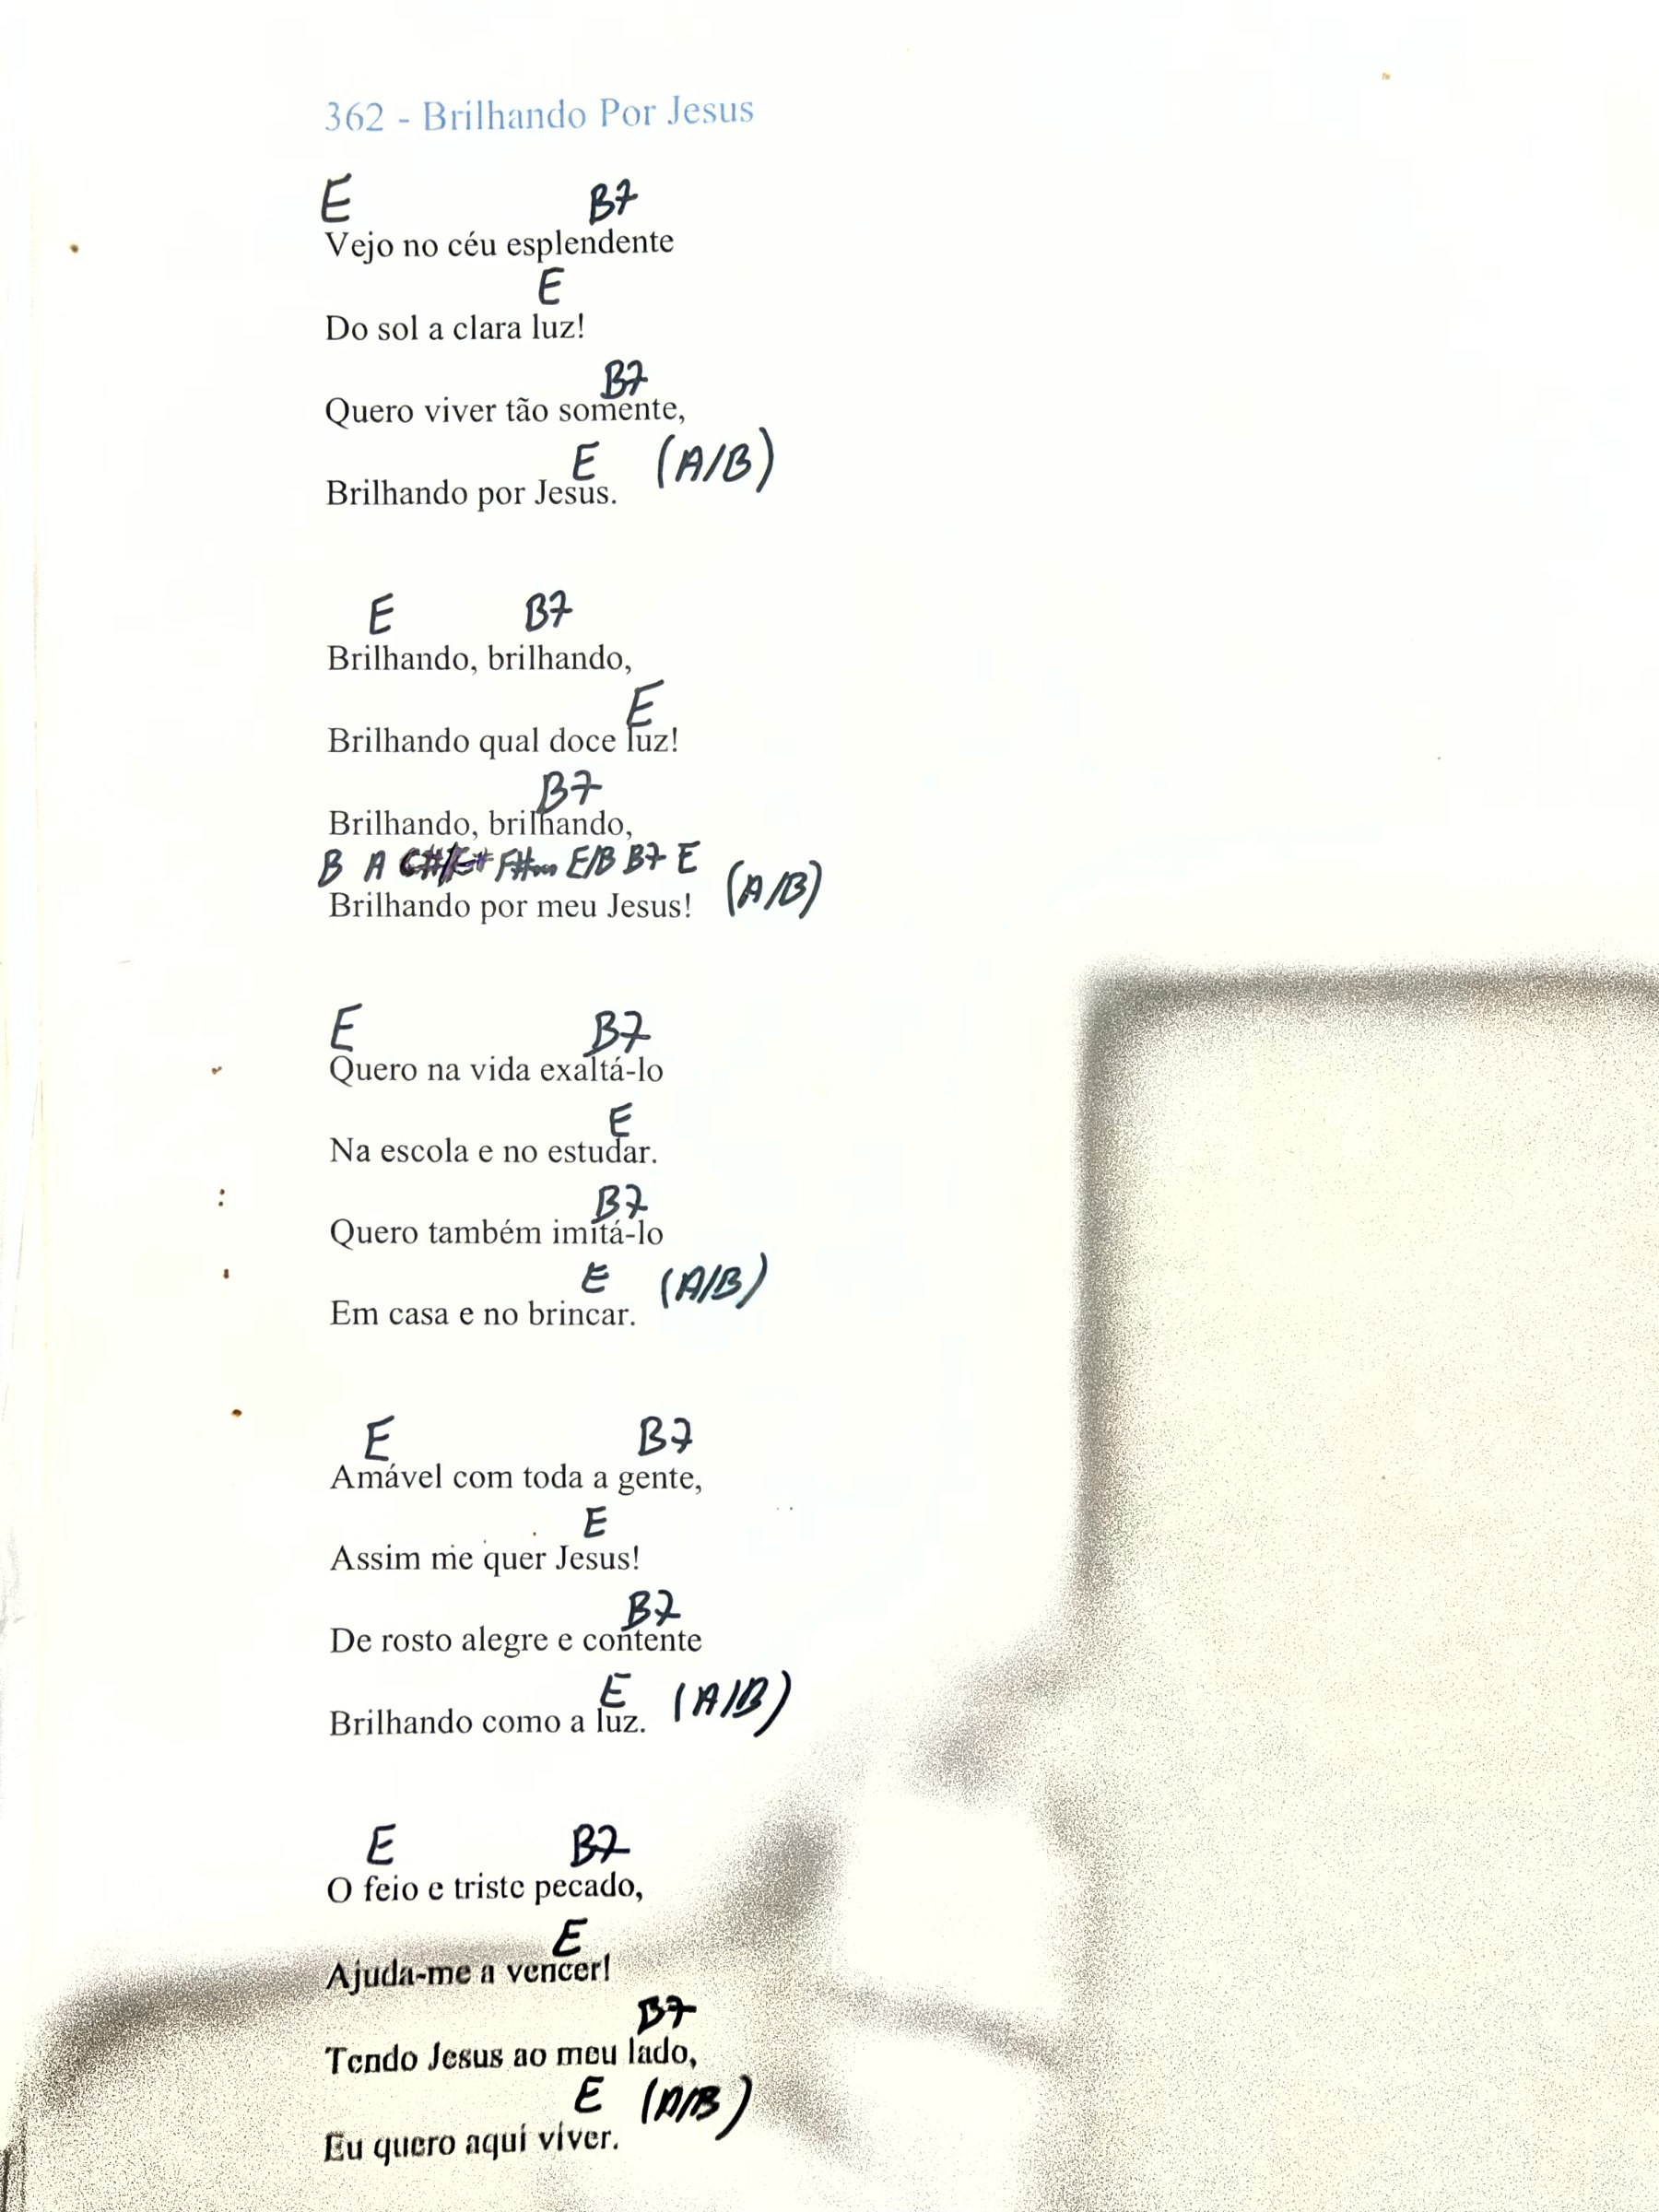 362 - Brilhando Por Jesus
E B7
Vejo no céu esplendente
E
Do sol a clara luz!
B7
Quero viver tão somente,
E (A/B)
Brilhando por Jesus.
E B7
Brilhando, brilhando,
E
Brilhando qual doce luz!
B7
Brilhando, brilhando,
B A F#m E/B B7 E (A/B)
Brilhando por meu Jesus!
E B7
Quero na vida exaltá-lo
E
Na escola e no estudar.
B7
Quero também imitá-lo
E (A/B)
Em casa e no brincar.
E B7
Amável com toda a gente,
E
Assim me quer Jesus!
B7
De rosto alegre e contente
E (A/B)
Brilhando como a luz.
E B7
O feio e triste pecado,
E
Ajuda-me a vencer!
B7
Tendo Jesus ao meu lado,
E (A/B)
Eu quero aqui viver.